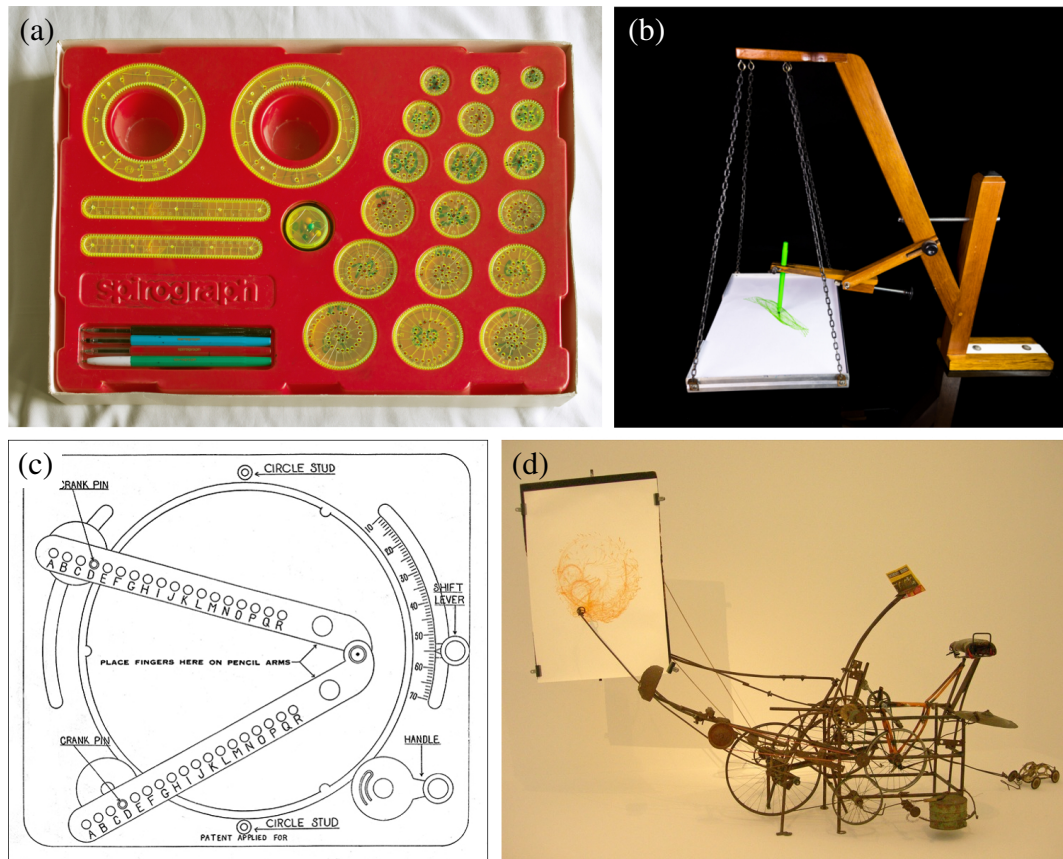 (a)
spirograph
(b)
(c)
CIRCLE STUD
CRANK PIN
10
20
30
40
50
60
70
A B C D E F G H I J K L M N O P Q R
SHIFT
LEVER
PLACE FINGERS HERE ON PENCIL ARMS
CRANK PIN
A B C D E F G H I J K L M N O P Q R
HANDLE
CIRCLE STUD
PATENT APPLIED FOR
(d)